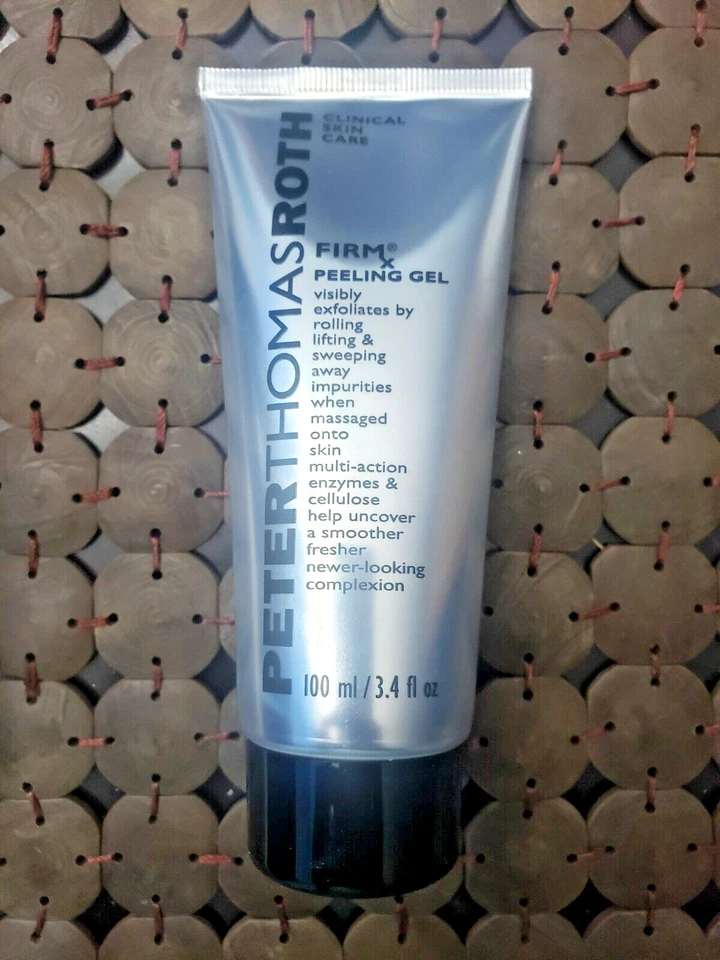 PETERTHOMASROTH
CLINICAL
SKIN
CARE
FIRMx®
PEELING GEL
visibly
exfoliates by
rolling
lifting &
sweeping
away
impurities
when
massaged
onto
skin
multi-action
enzymes &
cellulose
help uncover
a smoother
fresher
newer-looking
complexion
100 ml / 3.4 fl oz